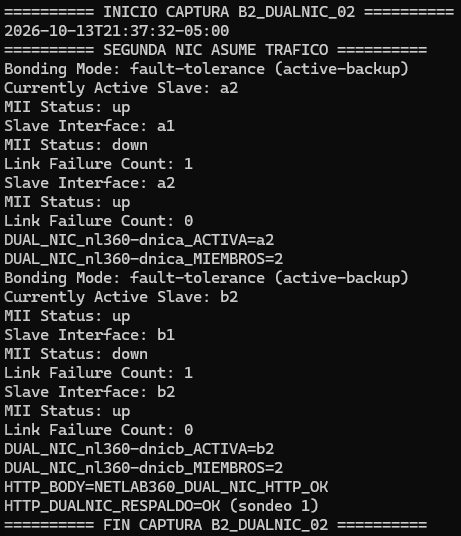 ========== INICIO CAPTURA B2_DUALNIC_02 ==========
2026-10-13T21:37:32-05:00
========== SEGUNDA NIC ASUME TRAFICO ==========
Bonding Mode: fault-tolerance (active-backup)
Currently Active Slave: a2
MII Status: up
Slave Interface: a1
MII Status: down
Link Failure Count: 1
Slave Interface: a2
MII Status: up
Link Failure Count: 0
DUAL_NIC_nl360-dnica_ACTIVA=a2
DUAL_NIC_nl360-dnica_MIEMBROS=2
Bonding Mode: fault-tolerance (active-backup)
Currently Active Slave: b2
MII Status: up
Slave Interface: b1
MII Status: down
Link Failure Count: 1
Slave Interface: b2
MII Status: up
Link Failure Count: 0
DUAL_NIC_nl360-dnicb_ACTIVA=b2
DUAL_NIC_nl360-dnicb_MIEMBROS=2
HTTP_BODY=NETLAB360_DUAL_NIC_HTTP_OK
HTTP_DUALNIC_RESPALDO=OK (sondeo 1)
========== FIN CAPTURA B2_DUALNIC_02 ==========